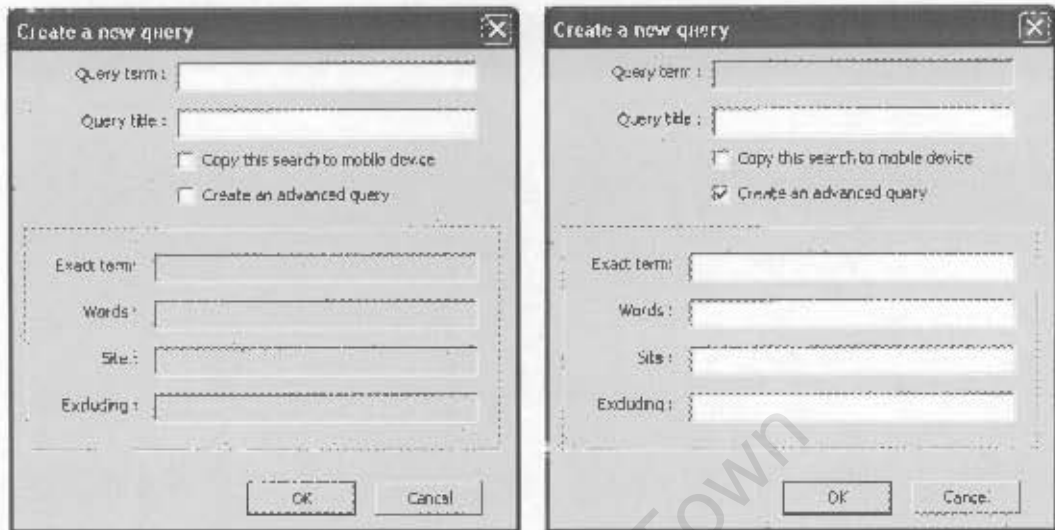 Create a new query
Query term :
Query title :
Copy this search to mobile device
Create an advanced query
Exact term:
Words :
Site :
Excluding :
OK
Cancel
Create a new query
Query term :
Query title :
Copy this search to mobile device
Create an advanced query
Exact term:
Words :
Site :
Excluding :
OK
Cancel
Town